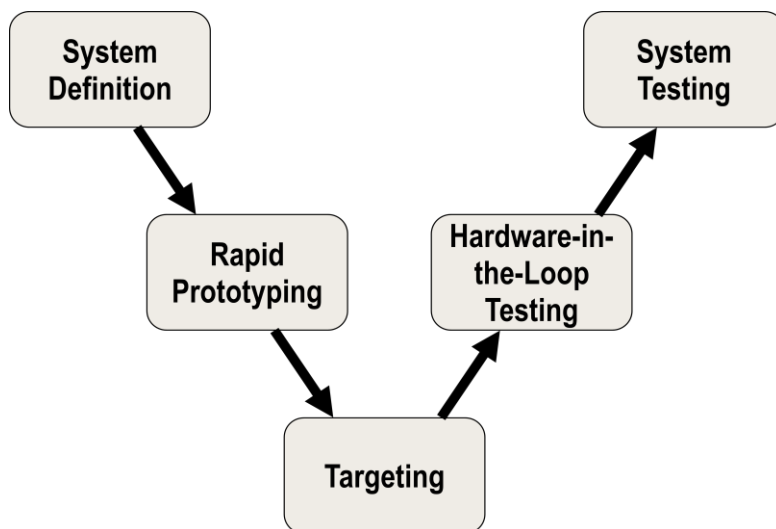 System
Definition
System
Testing
Rapid
Prototyping
Hardware-in-
the-Loop
Testing
Targeting